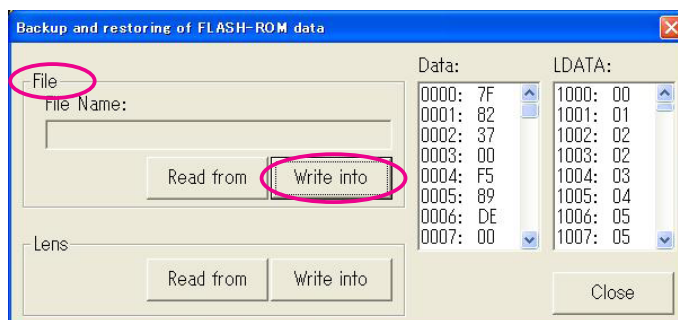 Backup and restoring of FLASH-ROM data
File
File Name:
Read from Write into
Lens
Read from Write into
Data:
0000: 7F
0001: 82
0002: 37
0003: 00
0004: F5
0005: 89
0006: DE
0007: 00
LDATA:
1000: 00
1001: 01
1002: 02
1003: 02
1004: 03
1005: 04
1006: 05
1007: 05
Close